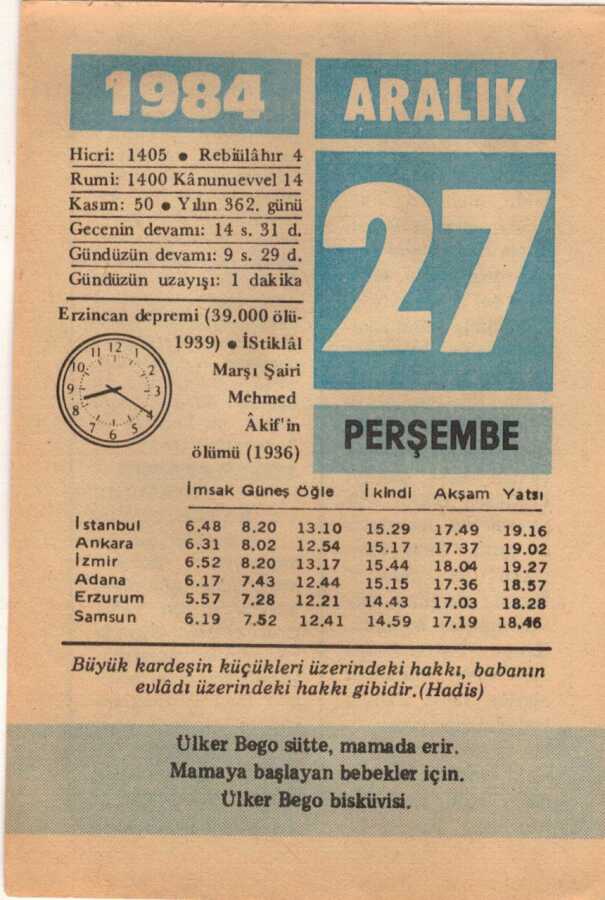 1984
ARALIK
Hicri: 1405 ● Rebiülâhır 4
Rumi: 1400 Kânunuevvel 14
Kasım: 50 ● Yılın 362. günü
Gecenin devamı: 14 s. 31 d.
Gündüzün devamı: 9 s. 29 d.
Gündüzün uzayışı: 1 dakika
27
Erzincan depremi (39.000 ölü-
1939) ● İStiklâl
Marşı Şairi
Mehmed
Âkif'in
ölümü (1936)
12 1 2 3 4 5 6 7 8 9 10 11
PERŞEMBE
İmsak Güneş Öğle İkindi Akşam Yatsı
İstanbul 6.48 8.20 13.10 15.29 17.49 19.16
Ankara 6.31 8.02 12.54 15.17 17.37 19.02
İzmir 6.52 8.20 13.17 15.44 18.04 19.27
Adana 6.17 7.43 12.44 15.15 17.36 18.57
Erzurum 5.57 7.28 12.21 14.43 17.03 18.28
Samsun 6.19 7.52 12.41 14.59 17.19 18.46
Büyük kardeşin küçükleri üzerindeki hakkı, babanın
evlâdı üzerindeki hakkı gibidir.(Hadis)
Ülker Bego sütte, mamada erir.
Mamaya başlayan bebekler için.
Ülker Bego bisküvisi.